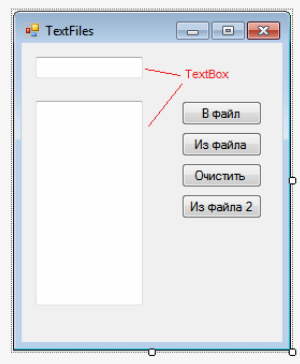 TextFiles
TextBox
В файл
Из файла
Очистить
Из файла 2